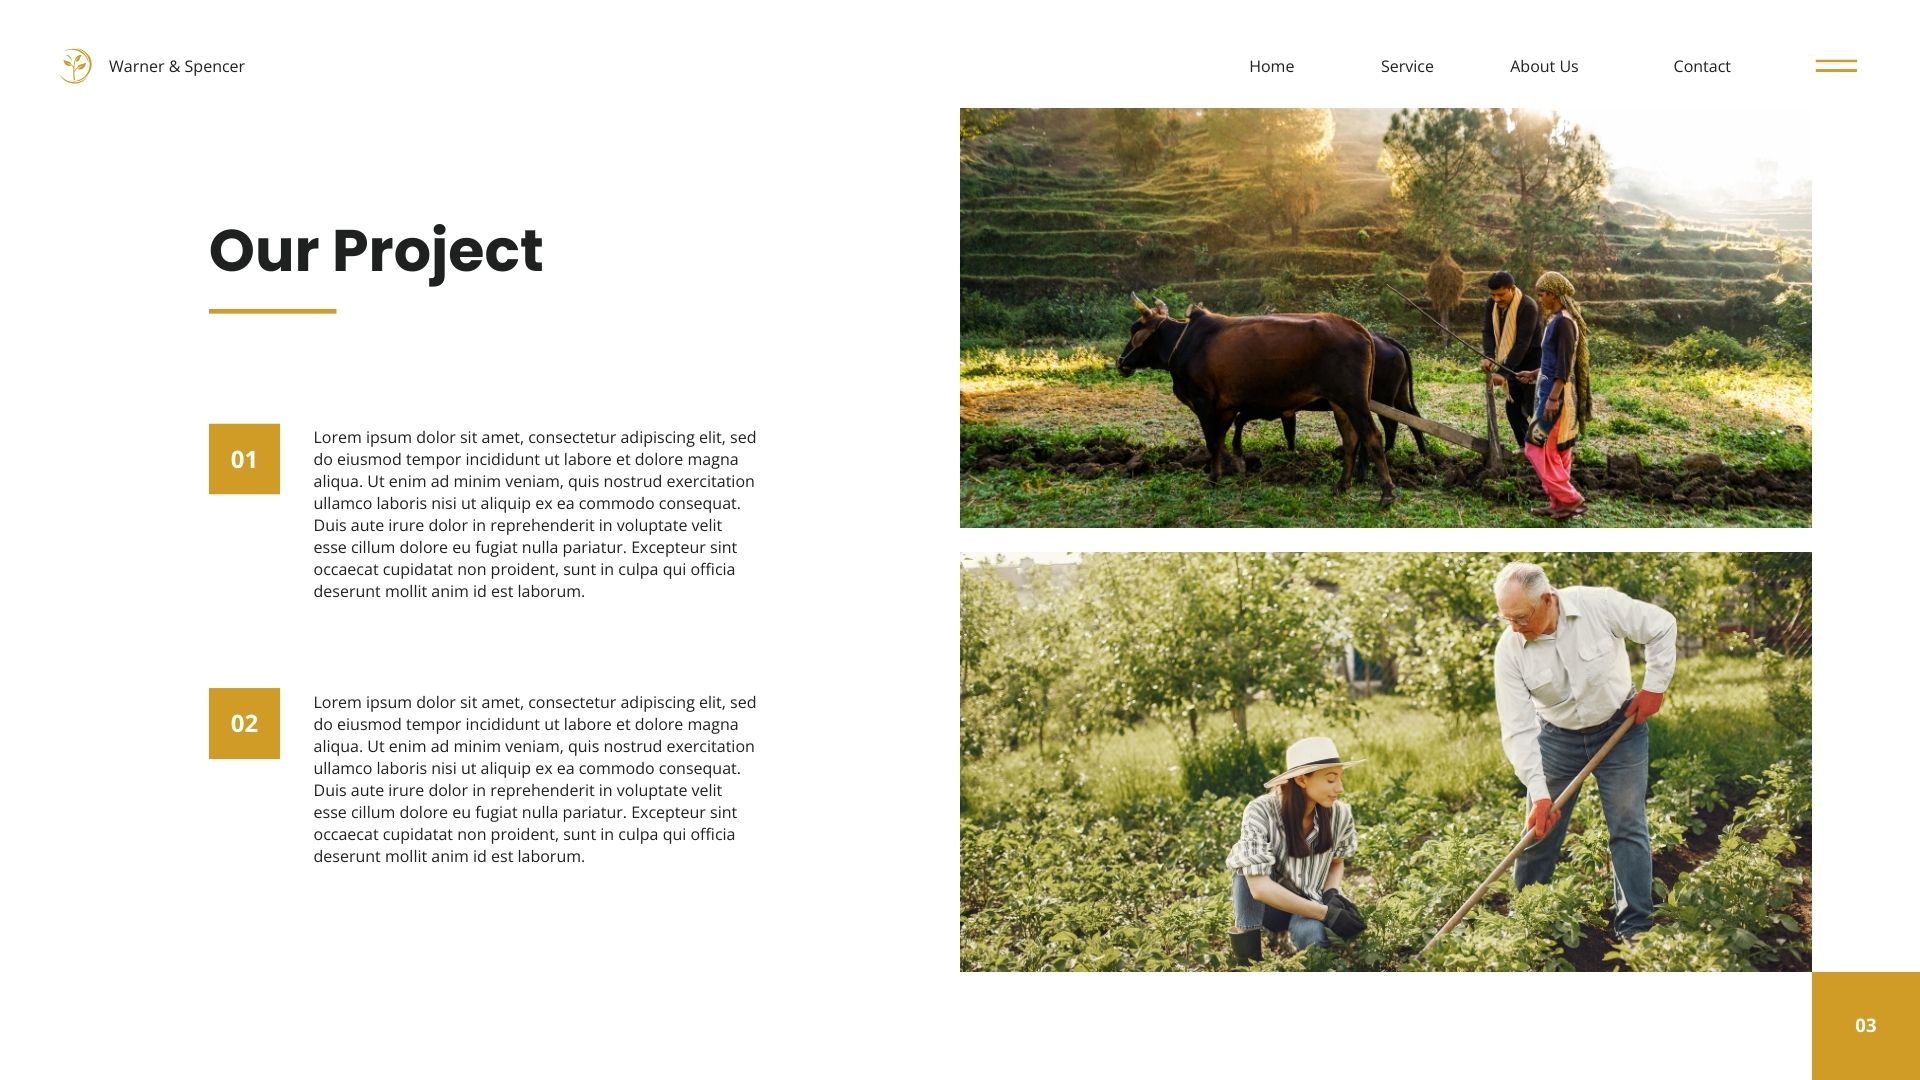 Warner & Spencer
Home
Service
About Us
Contact
Our Project
01
Lorem ipsum dolor sit amet, consectetur adipiscing elit, sed
do eiusmod tempor incididunt ut labore et dolore magna
aliqua. Ut enim ad minim veniam, quis nostrud exercitation
ullamco laboris nisi ut aliquip ex ea commodo consequat.
Duis aute irure dolor in reprehenderit in voluptate velit
esse cillum dolore eu fugiat nulla pariatur. Excepteur sint
occaecat cupidatat non proident, sunt in culpa qui officia
deserunt mollit anim id est laborum.
02
Lorem ipsum dolor sit amet, consectetur adipiscing elit, sed
do eiusmod tempor incididunt ut labore et dolore magna
aliqua. Ut enim ad minim veniam, quis nostrud exercitation
ullamco laboris nisi ut aliquip ex ea commodo consequat.
Duis aute irure dolor in reprehenderit in voluptate velit
esse cillum dolore eu fugiat nulla pariatur. Excepteur sint
occaecat cupidatat non proident, sunt in culpa qui officia
deserunt mollit anim id est laborum.
03